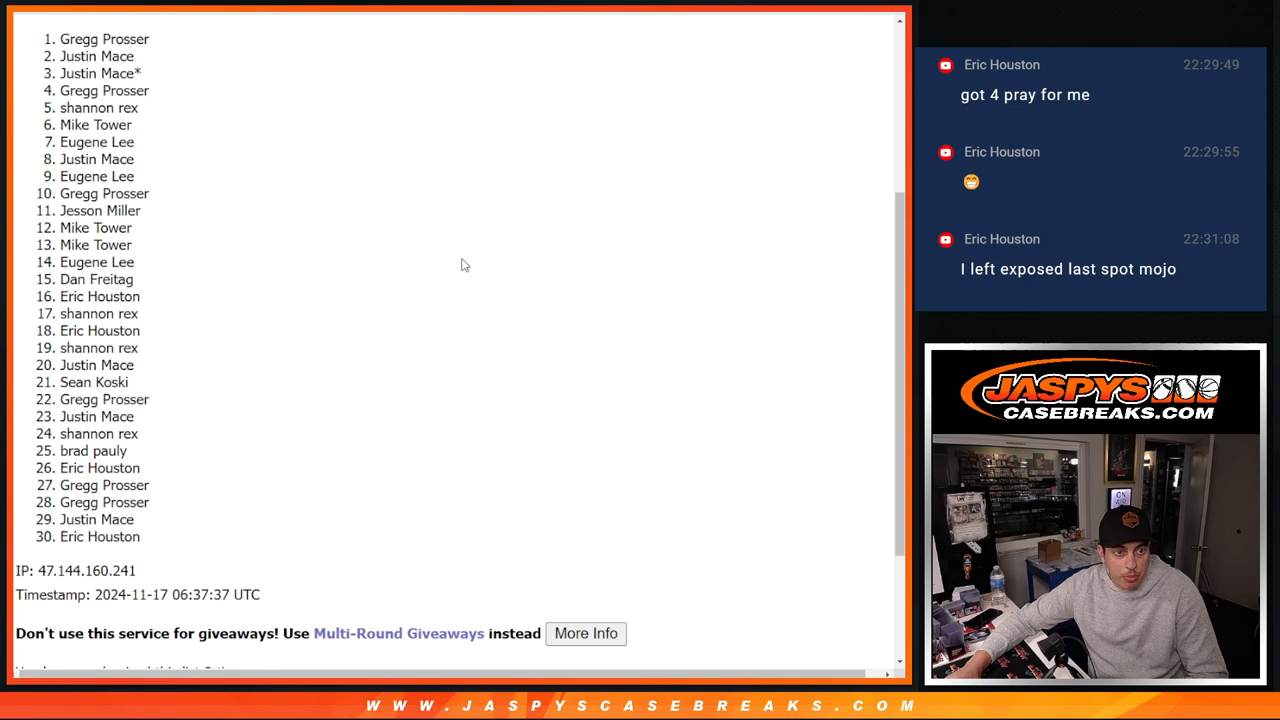 1. Gregg Prosser
2. Justin Mace
3. Justin Mace*
4. Gregg Prosser
5. shannon rex
6. Mike Tower
7. Eugene Lee
8. Justin Mace
9. Eugene Lee
10. Gregg Prosser
11. Jesson Miller
12. Mike Tower
13. Mike Tower
14. Eugene Lee
15. Dan Freitag
16. Eric Houston
17. shannon rex
18. Eric Houston
19. shannon rex
20. Justin Mace
21. Sean Koski
22. Gregg Prosser
23. Justin Mace
24. shannon rex
25. brad pauly
26. Eric Houston
27. Gregg Prosser
28. Gregg Prosser
29. Justin Mace
30. Eric Houston
IP: 47.144.160.241
Timestamp: 2024-11-17 06:37:37 UTC
Don't use this service for giveaways! Use Multi-Round Giveaways instead More Info
Eric Houston 22:29:49
got 4 pray for me
Eric Houston 22:29:55
😁
Eric Houston 22:31:08
I left exposed last spot mojo
JASPYS
CASEBREAKS.COM
WWW.JASPYSCASEBREAKS.COM